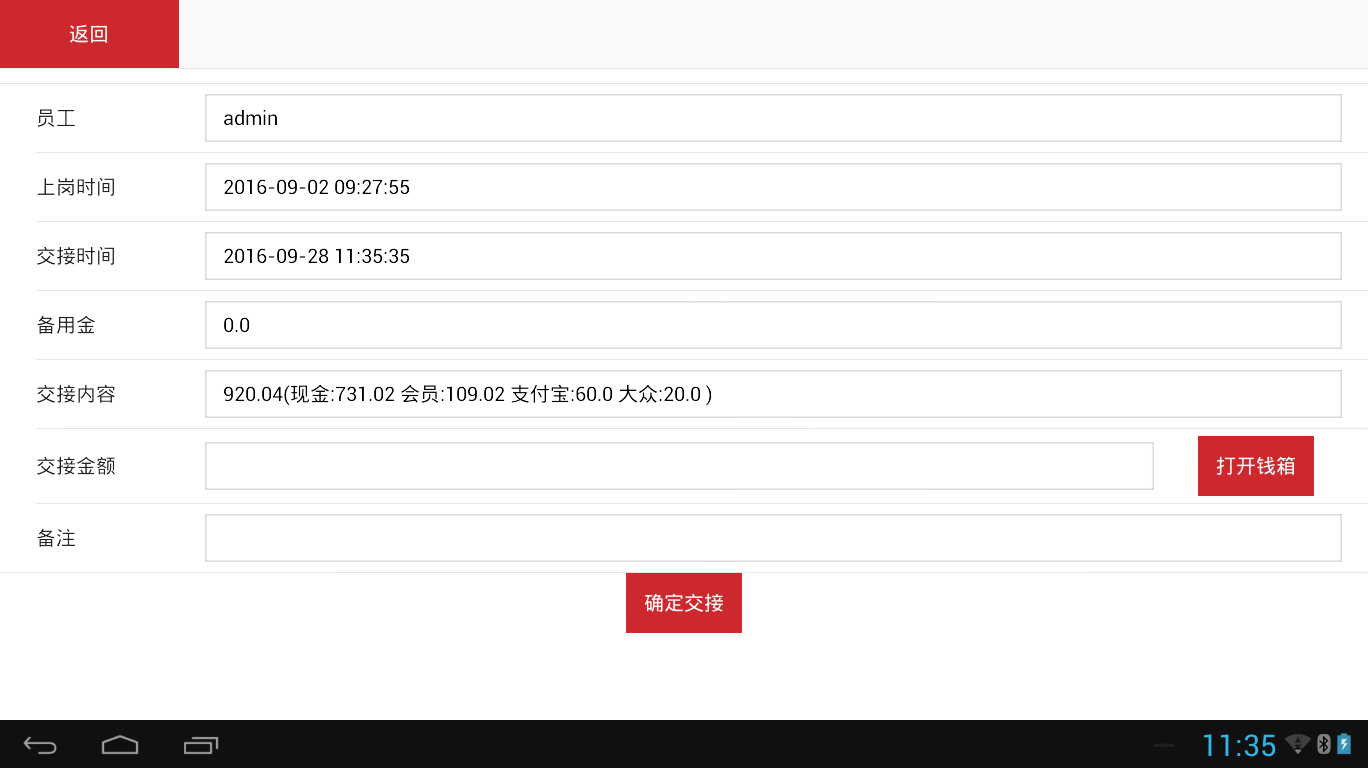 返回
员工 admin
上岗时间 2016-09-02 09:27:55
交接时间 2016-09-28 11:35:35
备用金 0.0
交接内容 920.04(现金:731.02 会员:109.02 支付宝:60.0 大众:20.0 )
交接金额 打开钱箱
备注
确定交接
11:35